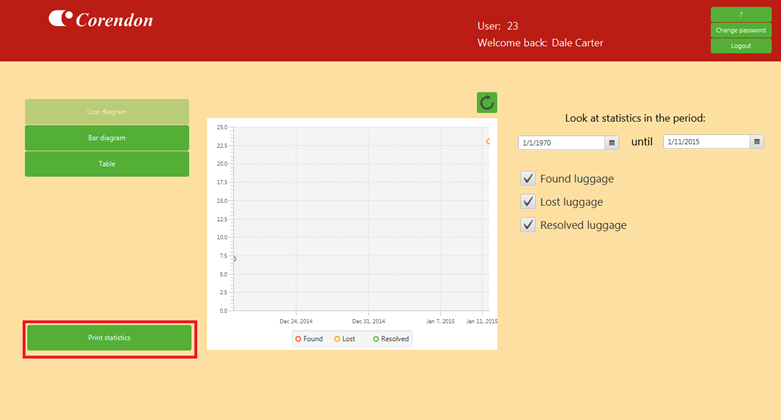 Corendon
User: 23
Welcome back: Dale Carter
?
Change password
Logout
Line diagram
Bar diagram
Table
Print statistics
25.0
22.5
20.0
17.5
15.0
12.5
10.0
7.5
5.0
2.5
0.0
Dec 24, 2014 Dec 31, 2014 Jan 7, 2015 Jan 11, 2015
Found Lost Resolved
Look at statistics in the period:
1/1/1970 until 1/11/2015
Found luggage
Lost luggage
Resolved luggage